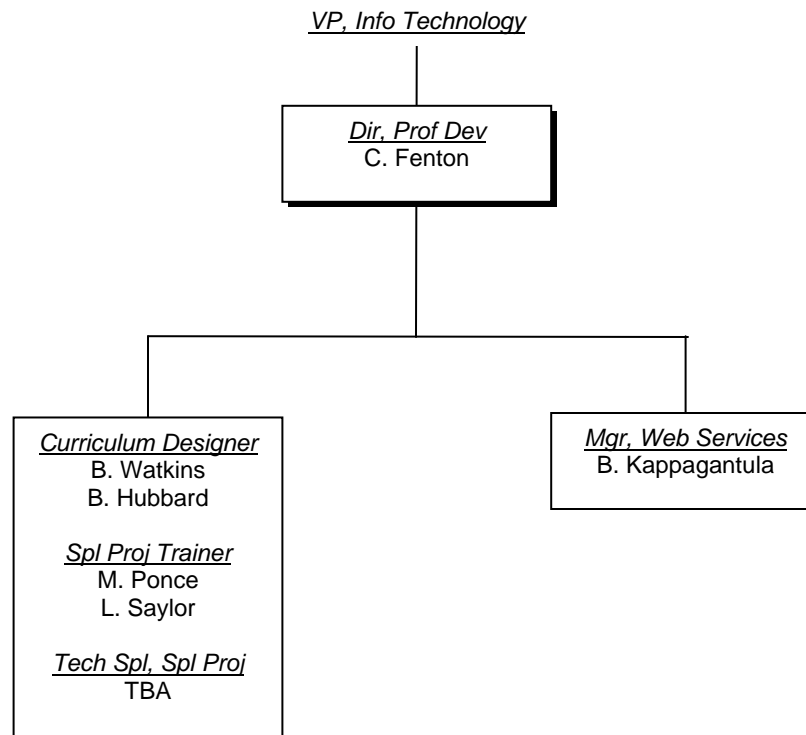 VP, Info Technology
Dir, Prof Dev
C. Fenton
Curriculum Designer
B. Watkins
B. Hubbard
Spl Proj Trainer
M. Ponce
L. Saylor
Tech Spl, Spl Proj
TBA
Mgr, Web Services
B. Kappagantula